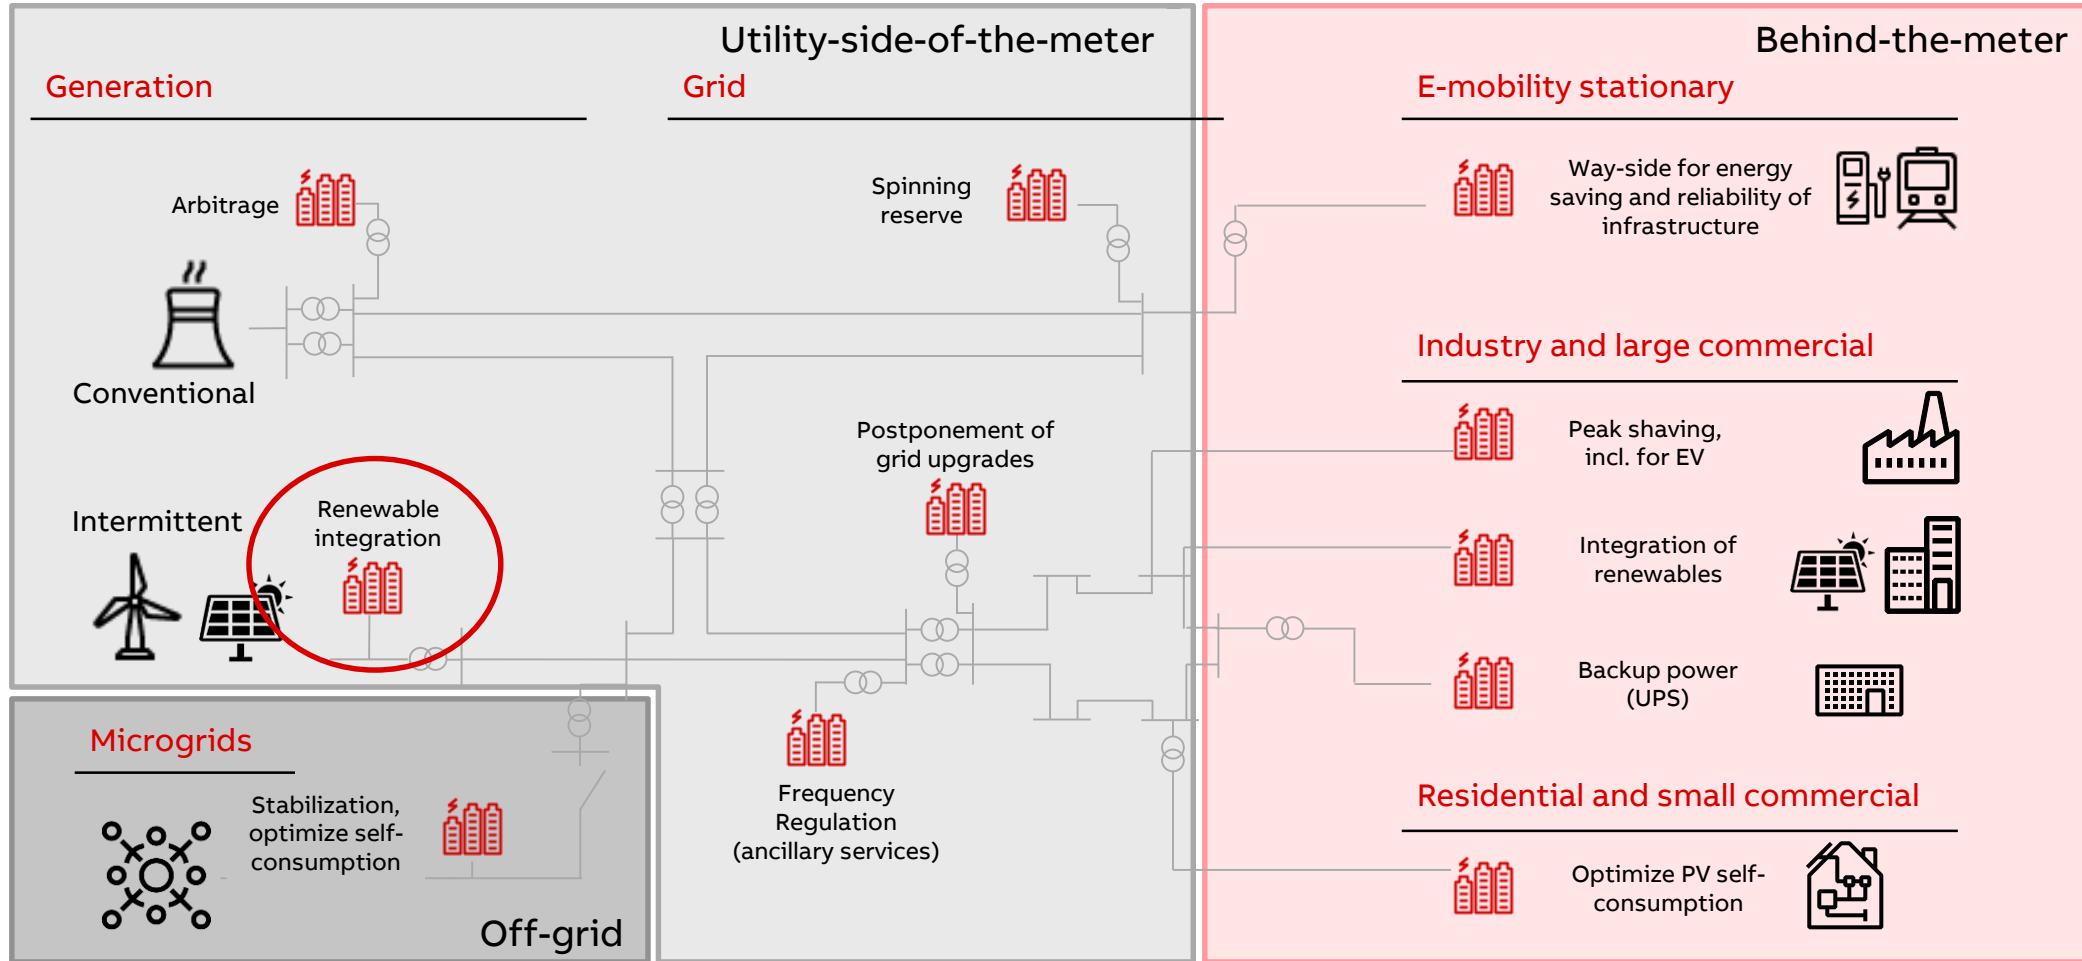 Utility-side-of-the-meter
Generation
Grid
Arbitrage
Spinning
reserve
Conventional
Postponement of
grid upgrades
Intermittent
Renewable
integration
Frequency
Regulation
(ancillary services)
Microgrids
Stabilization,
optimize self-
consumption
Off-grid
Behind-the-meter
E-mobility stationary
Way-side for energy
saving and reliability of
infrastructure
Industry and large commercial
Peak shaving,
incl. for EV
Integration of
renewables
Backup power
(UPS)
Residential and small commercial
Optimize PV self-
consumption